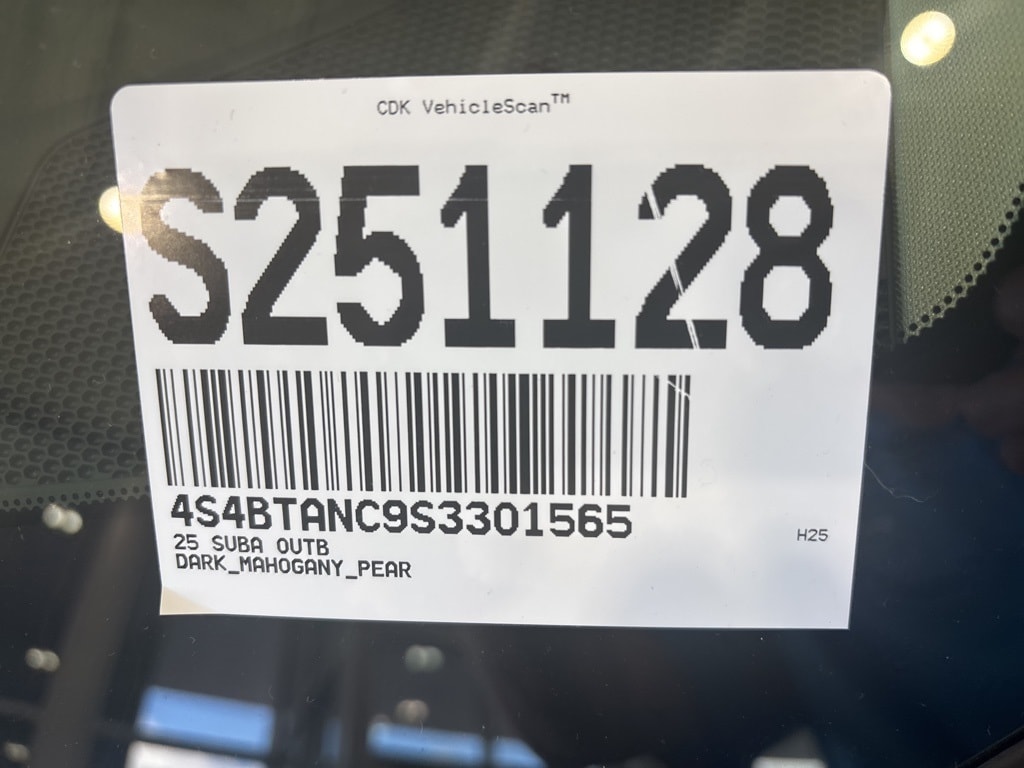 CDK VehicleScan™
S251128
4S4BTANC9S3301565
H25
25 SUBA OUTB
DARK_MAHOGANY_PEAR